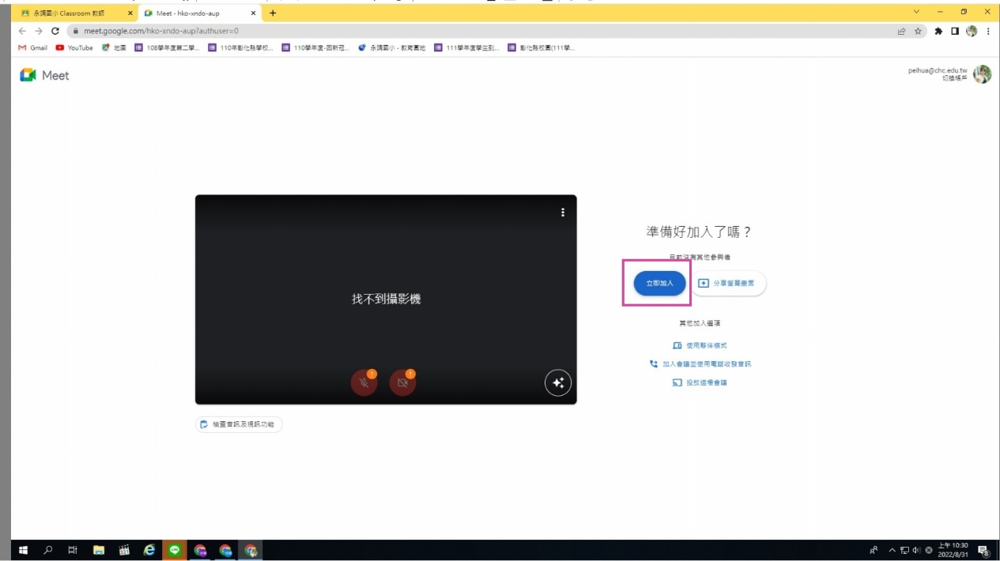 永靖國小 Classroom 教師
Meet - hko-xndo-aup
meet.google.com/hko-xndo-aup?authuser=0
Gmail
YouTube
地圖
108學年度第二學...
110年彰化縣學校...
110學年度-因新冠...
永靖國小 - 教育園地
111學年度學生到...
彰化縣校園(111學...
Meet
peihua@chc.edu.tw
切換帳戶
找不到攝影機
檢查音訊及視訊功能
準備好加入了嗎？
目前沒有其他參與者
立即加入
分享螢幕畫面
其他加入選項
使用夥伴模式
加入會議並使用電話收發音訊
投放這場會議
上午 10:30
2022/8/31